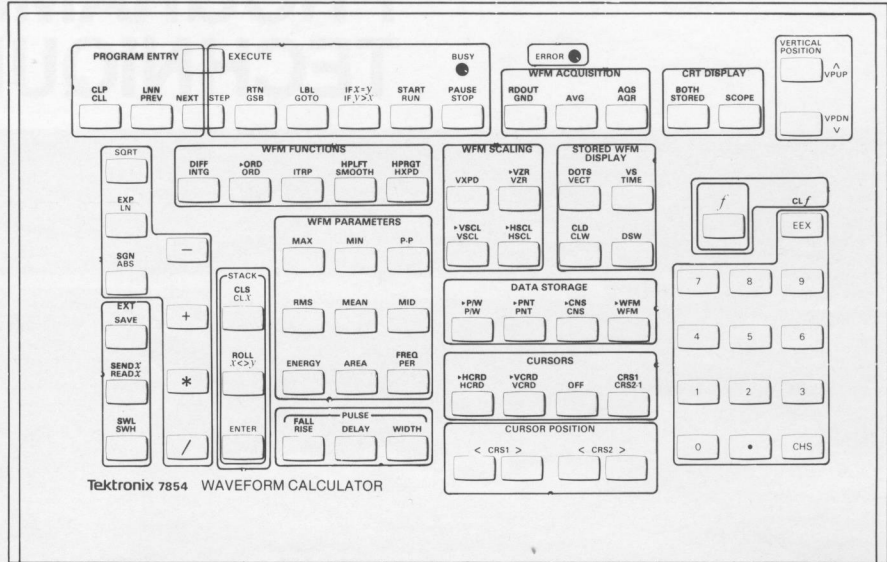 PROGRAM ENTRY EXECUTE BUSY
ERROR
VERTICAL
POSITION
VPUP
VPDN
CLP LNN RTN LBL IFx=y START PAUSE
CLL PREV NEXT STEP GSB GOTO IFy>x RUN STOP
WFM ACQUISITION
RDOUT AQS
GND AVG AQR
CRT DISPLAY
BOTH
STORED SCOPE
SQRT
EXP
LN
SGN
ABS
WFM FUNCTIONS
DIFF ▸ORD HPLFT HPRGT
INTG ORD ITRP SMOOTH HXPD
WFM SCALING
▸VZR
VXPD VZR
▸VSCL ▸HSCL
VSCL HSCL
STORED WFM
DISPLAY
DOTS VS
VECT TIME
CLD
CLW DSW
f CLf
EEX
7 8 9
4 5 6
1 2 3
0 • CHS
−
+
*
/
EXT
SAVE
SENDX
READX
SWL
SWH
STACK
CLS
CLX
ROLL
x<>y
ENTER
WFM PARAMETERS
MAX MIN P-P
RMS MEAN MID
FREQ
ENERGY AREA PER
PULSE
FALL
RISE DELAY WIDTH
DATA STORAGE
▸P/W ▸PNT ▸CNS ▸WFM
P/W PNT CNS WFM
CURSORS
▸HCRD ▸VCRD CRS1
HCRD VCRD OFF CRS2-1
CURSOR POSITION
< CRS1 > < CRS2 >
Tektronix 7854 WAVEFORM CALCULATOR